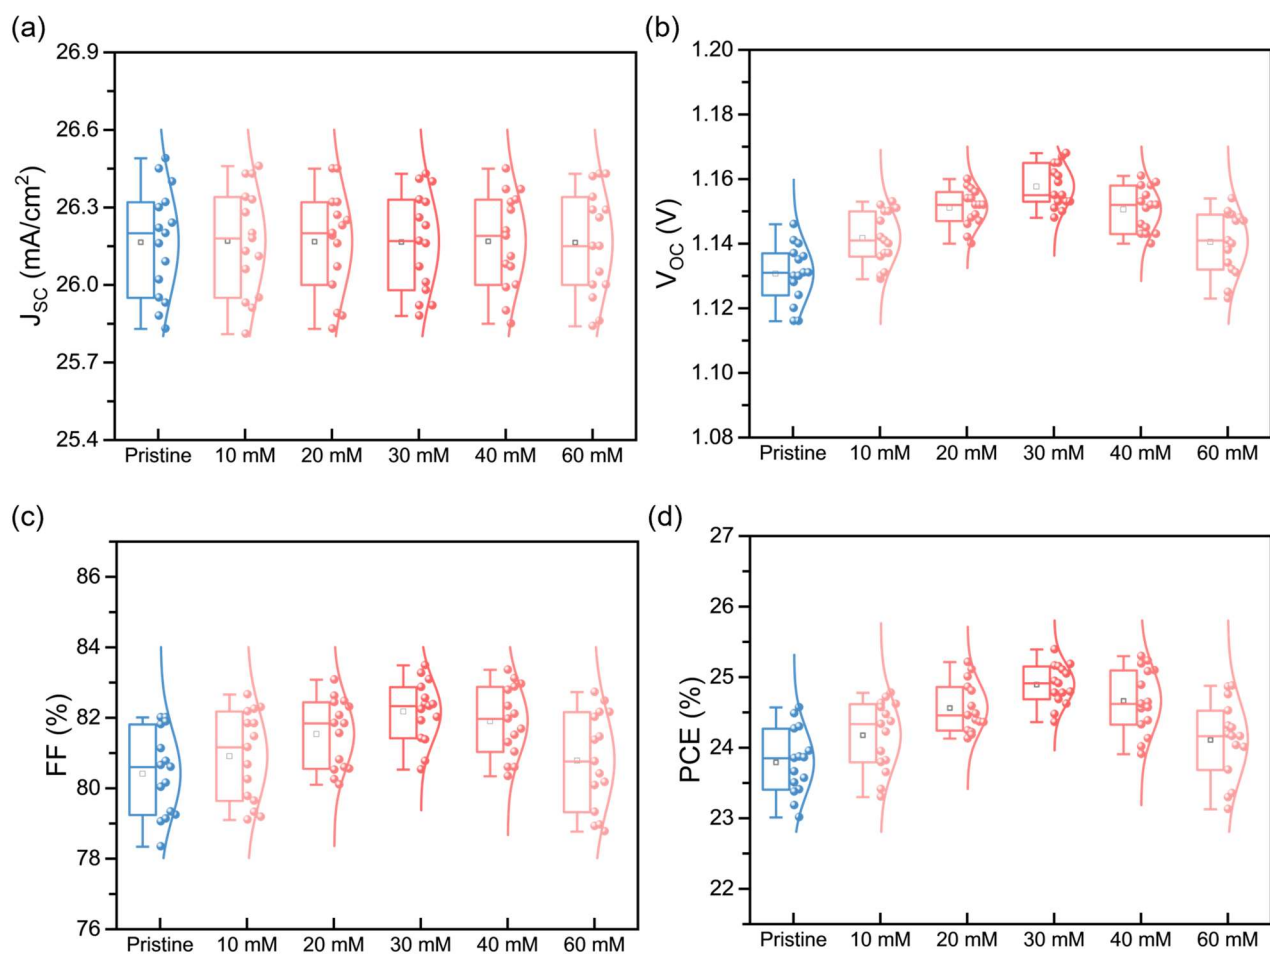 (a)
26.9
26.6
26.3
26.0
25.7
25.4
J_SC (mA/cm²)
Pristine 10 mM 20 mM 30 mM 40 mM 60 mM
(b)
1.20
1.18
1.16
1.14
1.12
1.10
1.08
V_OC (V)
Pristine 10 mM 20 mM 30 mM 40 mM 60 mM
(c)
86
84
82
80
78
76
FF (%)
Pristine 10 mM 20 mM 30 mM 40 mM 60 mM
(d)
27
26
25
24
23
22
PCE (%)
Pristine 10 mM 20 mM 30 mM 40 mM 60 mM